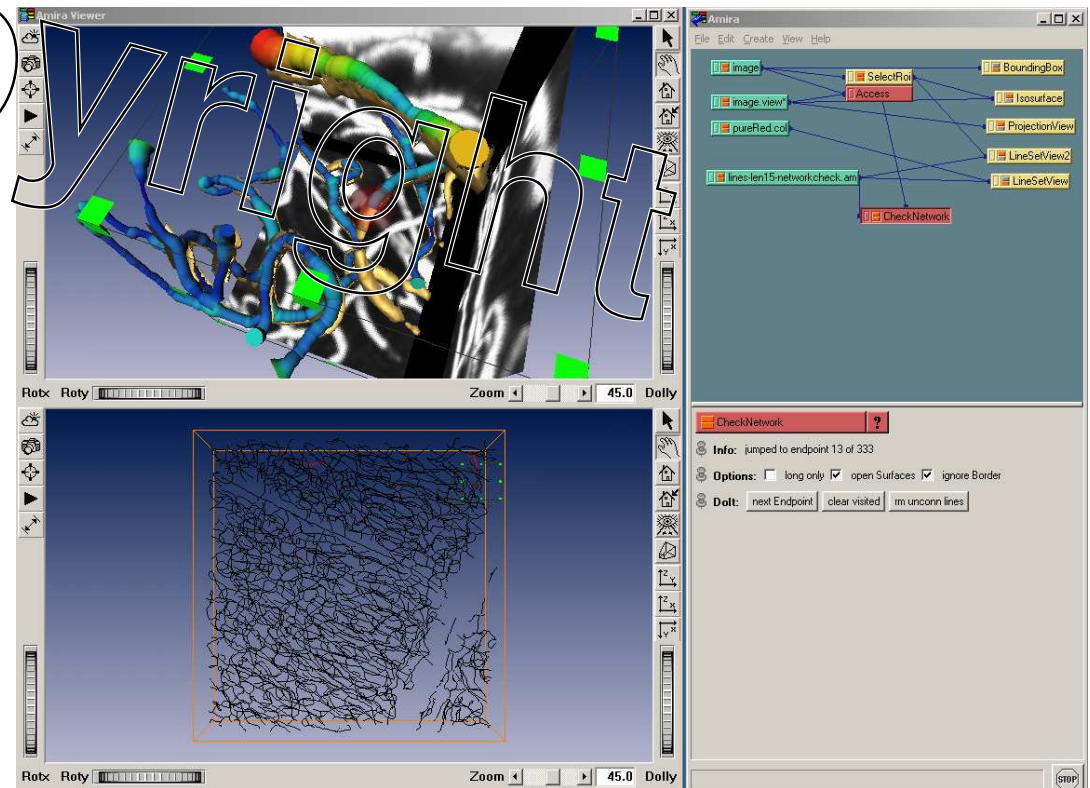 Amira Viewer
yright
Rotx Roty
Zoom 45.0 Dolly
Z Y
Z X
Y X
Rotx Roty
Zoom 45.0 Dolly
Amira
File Edit Create View Help
image
SelectRoi
BoundingBox
Access
Isosurface
image.view*
ProjectionView
pureRed.col
LineSetView2
lines-len15-networkcheck.am
LineSetView
CheckNetwork
CheckNetwork ?
Info: jumped to endpoint 13 of 333
Options: long only open Surfaces ignore Border
DoIt: next Endpoint clear visited rm unconn lines
STOP